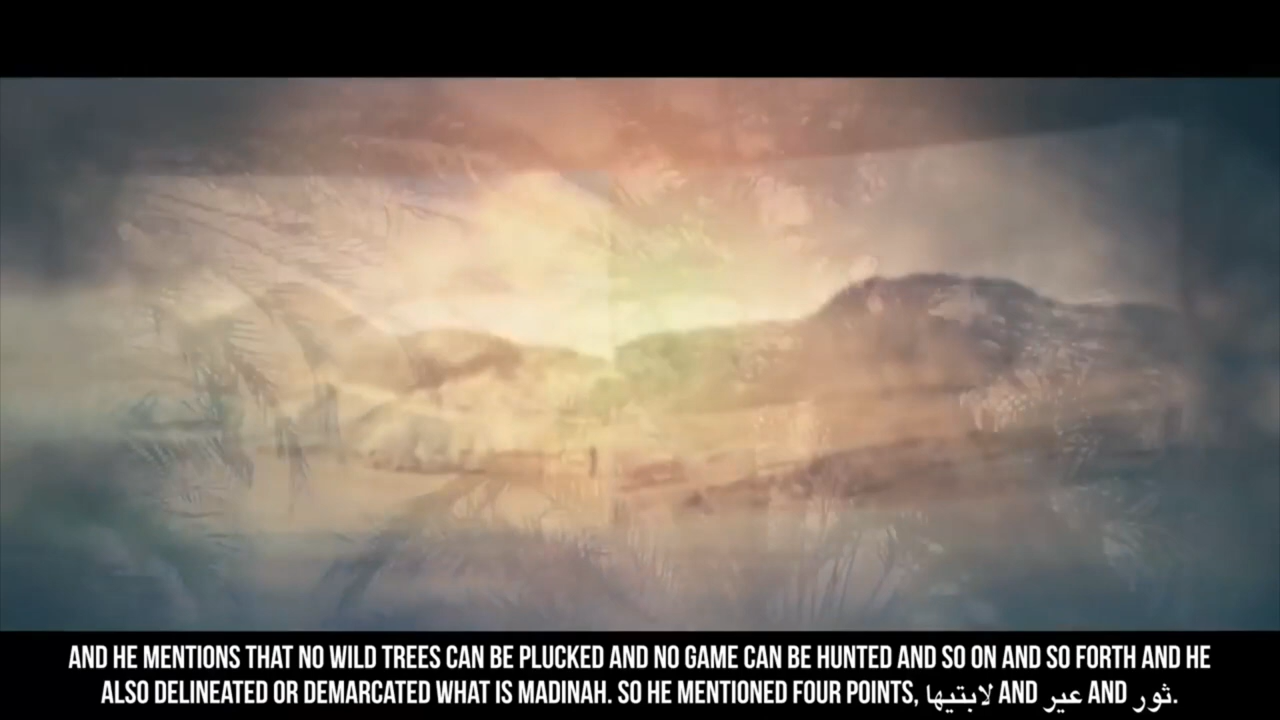 AND HE MENTIONS THAT NO WILD TREES CAN BE PLUCKED AND NO GAME CAN BE HUNTED AND SO ON AND SO FORTH AND HE
ALSO DELINEATED OR DEMARCATED WHAT IS MADINAH. SO HE MENTIONED FOUR POINTS, لابتيها AND عير AND ثور.